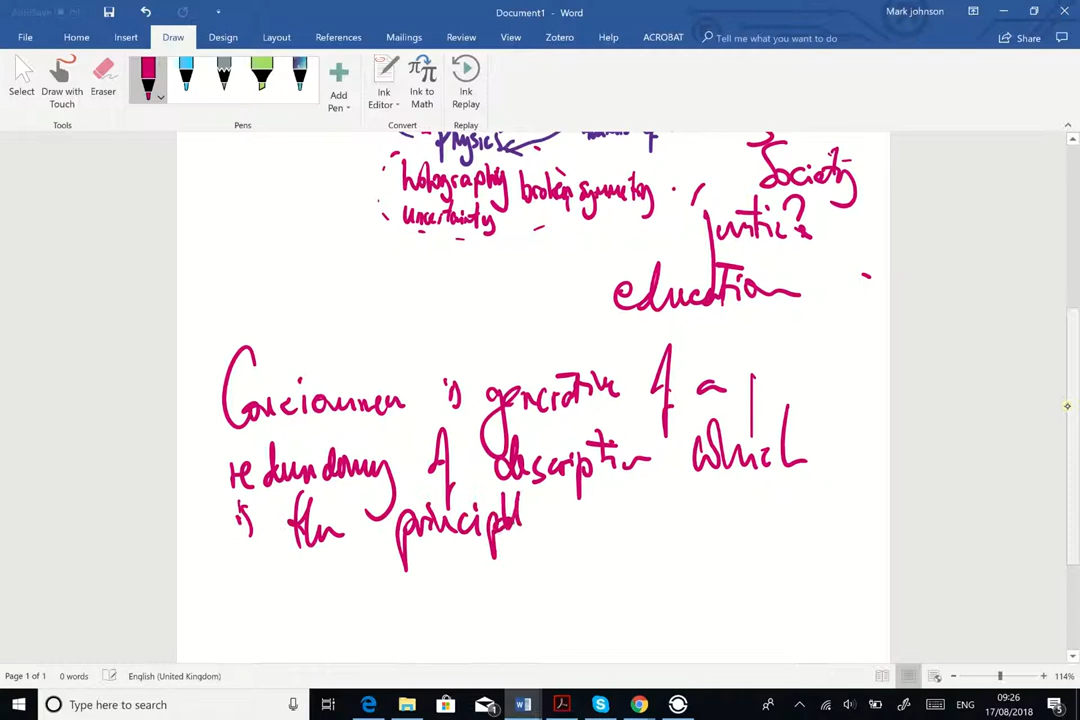 Document1 - Word
Mark johnson
File Home Insert Draw Design Layout References Mailings Review View Zotero Help ACROBAT Tell me what you want to do Share
Select Draw with Touch Eraser Add Pen Ink Editor Ink to Math Ink Replay
Tools Pens Convert Replay
physics
holography broken symmetry
uncertainty
Society
justice?
education
Consciousness is generative of a
redundancy of description which
is the principle
Page 1 of 1 0 words English (United Kingdom) 114%
Type here to search
ENG 09:26 17/08/2018